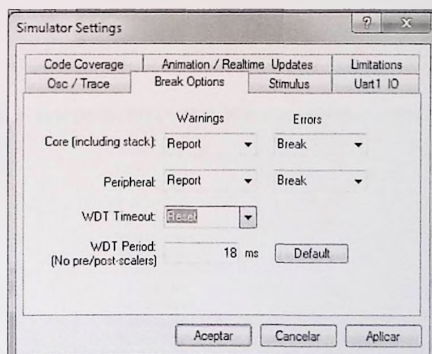 Simulator Settings
Code Coverage Animation / Realtime Updates Limitations
Osc / Trace Break Options Stimulus Uart1 IO
Warnings Errors
Core (including stack): Report Break
Peripheral: Report Break
WDT Timeout: Reset
WDT Period: 18 ms Default
(No pre/post-scalers)
Aceptar Cancelar Aplicar